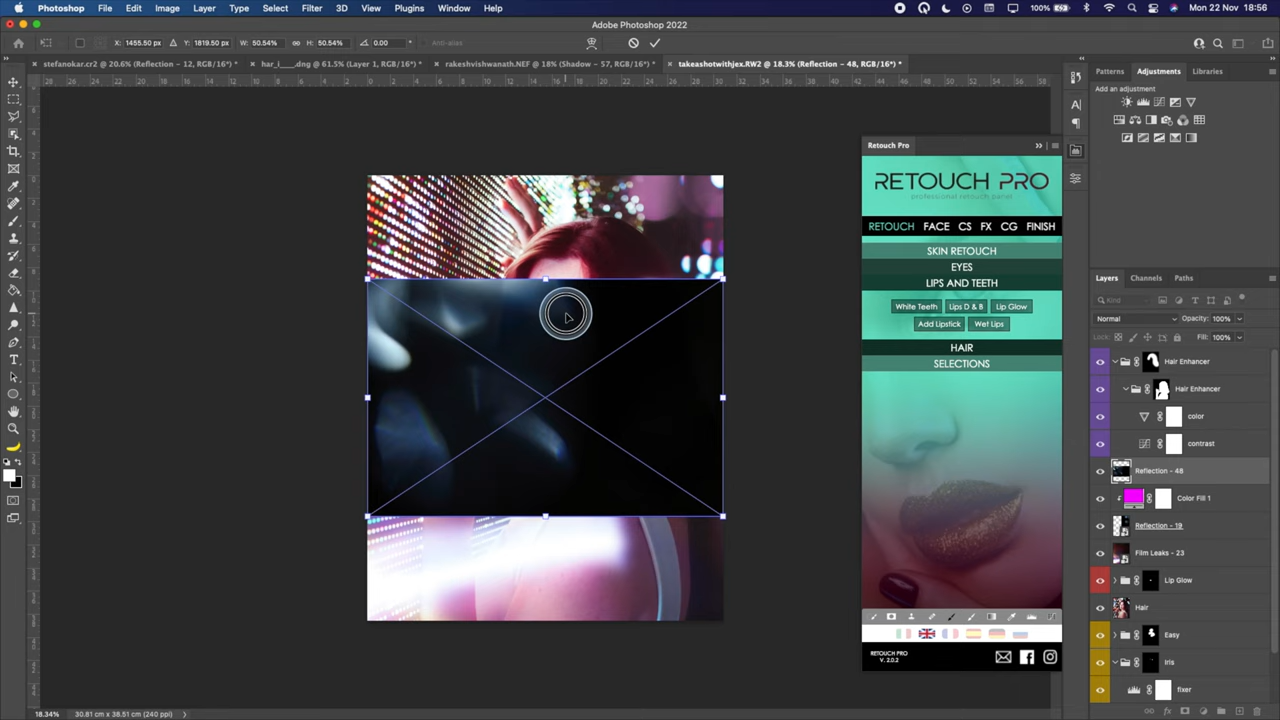 Photoshop File Edit Image Layer Type Select Filter 3D View Plugins Window Help 100% Mon 22 Nov 18:56
Adobe Photoshop 2022
X: 1455.50 px Y: 1819.50 px W: 50.54% H: 50.54% 0.00 ° Anti-alias
stefanokar.cr2 @ 20.6% (Reflection - 12, RGB/16*) *
har_i___.dng @ 61.5% (Layer 1, RGB/16*) *
rakeshvishwanath.NEF @ 18% (Shadow - 57, RGB/16*) *
takeashotwithjex.RW2 @ 18.3% (Reflection - 48, RGB/16*) *
Patterns Adjustments Libraries
Add an adjustment
Retouch Pro
RETOUCH PRO
professional retouch panel
RETOUCH FACE CS FX CG FINISH
SKIN RETOUCH
EYES
LIPS AND TEETH
White Teeth Lips D & B Lip Glow
Add Lipstick Wet Lips
HAIR
SELECTIONS
RETOUCH PRO
V. 2.0.2
Layers Channels Paths
Kind
Normal Opacity: 100%
Lock: Fill: 100%
Hair Enhancer
Hair Enhancer
color
contrast
Reflection - 48
Color Fill 1
Reflection - 19
Film Leaks - 23
Lip Glow
Hair
Easy
Iris
fixer
18.34% 30.81 cm x 38.51 cm (240 ppi)